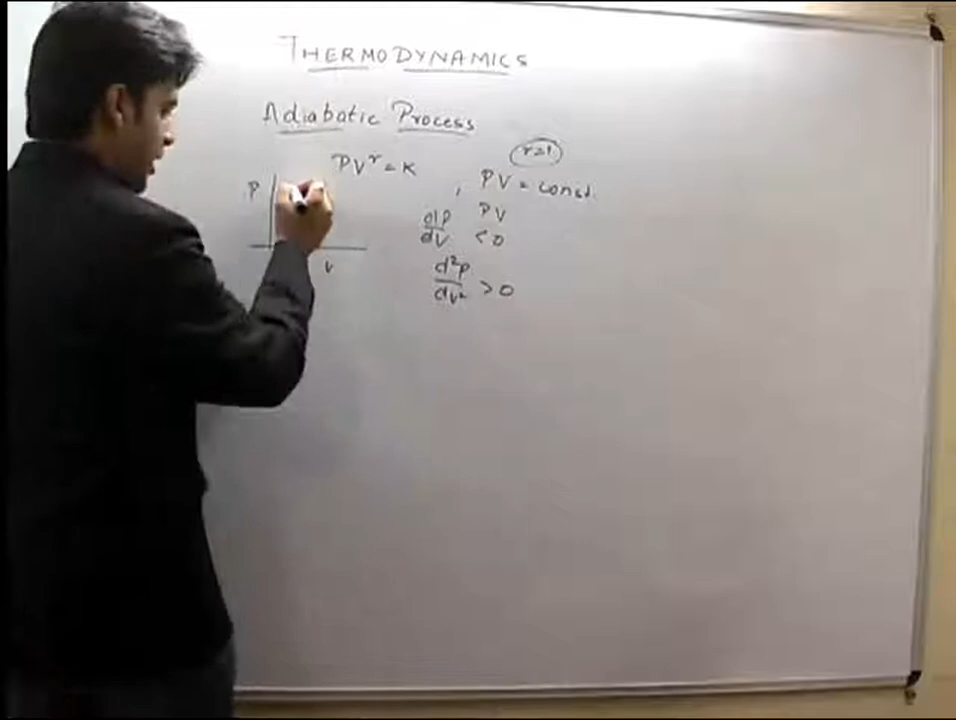 THERMODYNAMICS
Adiabatic Process
PV^r = K
r=1
, PV = const.
P
V
PV
dP/dV < 0
d²P/dV² > 0